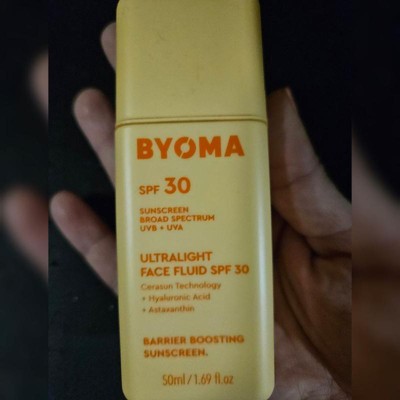 BYOMA
SPF 30
SUNSCREEN
BROAD SPECTRUM
UVB + UVA
ULTRALIGHT
FACE FLUID SPF 30
Cerasun Technology
+ Hyaluronic Acid
+ Astaxanthin
BARRIER BOOSTING
SUNSCREEN.
50ml / 1.69 fl.oz